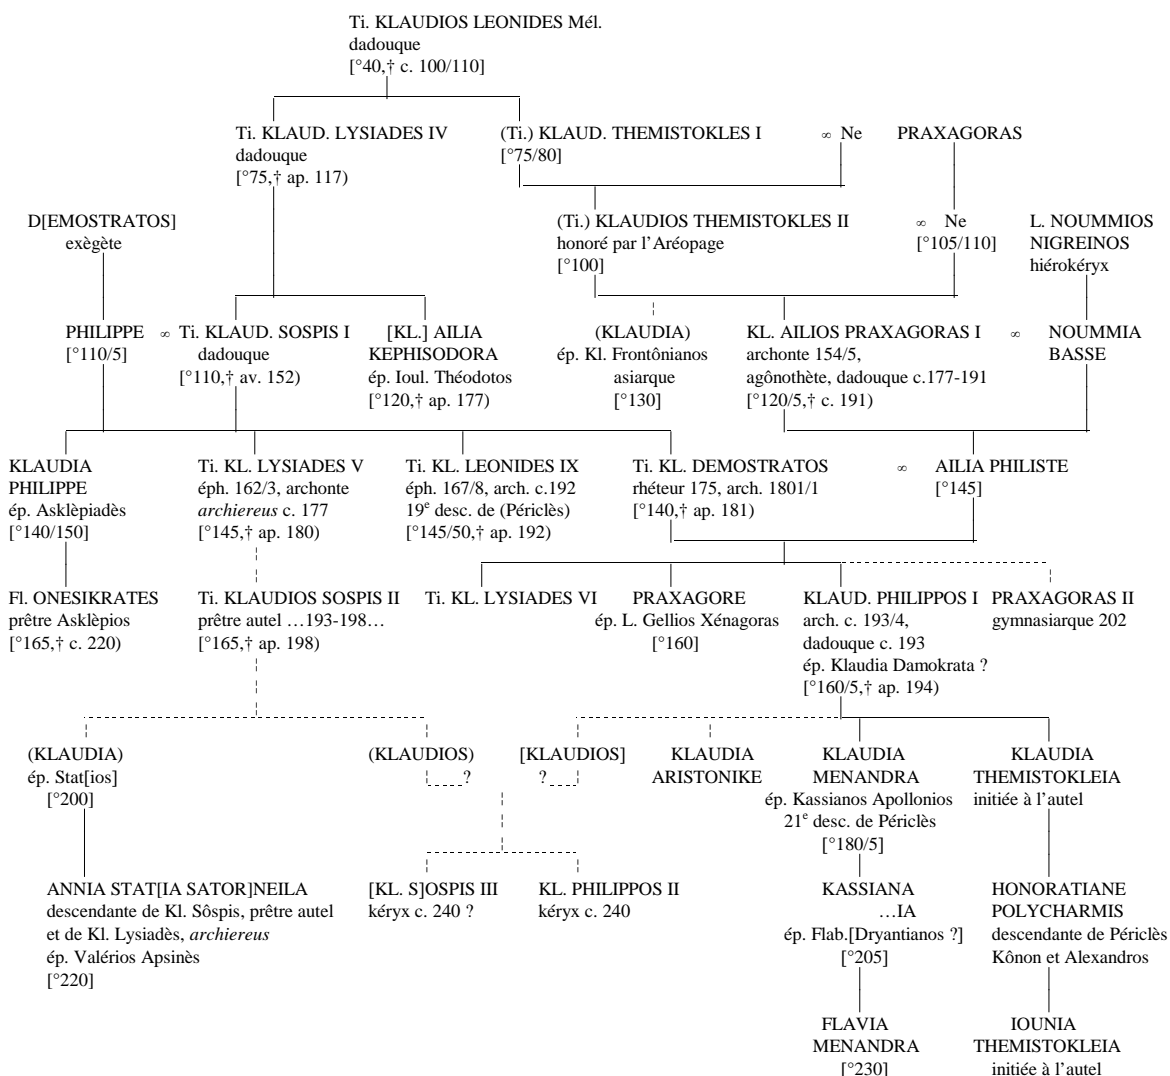 Ti. KLAUDIOS LEONIDES Mél.
dadouque
[°40,† c. 100/110]
Ti. KLAUD. LYSIADES IV
dadouque
[°75,† ap. 117)
(Ti.) KLAUD. THEMISTOKLES I
[°75/80]
∞ Ne
PRAXAGORAS
D[EMOSTRATOS]
exègète
(Ti.) KLAUDIOS THEMISTOKLES II
honoré par l'Aréopage
[°100]
∞ Ne
[°105/110]
L. NOUMMIOS
NIGREINOS
hiérokéryx
PHILIPPE
[°110/5]
∞ Ti. KLAUD. SOSPIS I
dadouque
[°110,† av. 152)
[KL.] AILIA
KEPHISODORA
ép. Ioul. Théodotos
[°120,† ap. 177)
(KLAUDIA)
ép. Kl. Frontônianos
asiarque
[°130]
KL. AILIOS PRAXAGORAS I
archonte 154/5,
agônothète, dadouque c.177-191
[°120/5,† c. 191)
∞ NOUMMIA
BASSE
KLAUDIA
PHILIPPE
ép. Asklèpiadès
[°140/150]
Ti. KL. LYSIADES V
éph. 162/3, archonte
archiereus c. 177
[°145,† ap. 180)
Ti. KL. LEONIDES IX
éph. 167/8, arch. c.192
19e desc. de (Périclès)
[°145/50,† ap. 192)
Ti. KL. DEMOSTRATOS
rhéteur 175, arch. 1801/1
[°140,† ap. 181)
∞ AILIA PHILISTE
[°145]
Fl. ONESIKRATES
prêtre Asklèpios
[°165,† c. 220)
Ti. KLAUDIOS SOSPIS II
prêtre autel …193-198…
[°165,† ap. 198)
Ti. KL. LYSIADES VI
PRAXAGORE
ép. L. Gellios Xénagoras
[°160]
KLAUD. PHILIPPOS I
arch. c. 193/4,
dadouque c. 193
ép. Klaudia Damokrata ?
[°160/5,† ap. 194)
PRAXAGORAS II
gymnasiarque 202
(KLAUDIA)
ép. Stat[ios]
[°200]
(KLAUDIOS)
?
[KLAUDIOS]
?
KLAUDIA
ARISTONIKE
KLAUDIA
MENANDRA
ép. Kassianos Apollonios
21e desc. de Périclès
[°180/5]
KLAUDIA
THEMISTOKLEIA
initiée à l'autel
ANNIA STAT[IA SATOR]NEILA
descendante de Kl. Sôspis, prêtre autel
et de Kl. Lysiadès, archiereus
ép. Valérios Apsinès
[°220]
[KL. S]OSPIS III
kéryx c. 240 ?
KL. PHILIPPOS II
kéryx c. 240
KASSIANA
…IA
ép. Flab.[Dryantianos ?]
[°205]
HONORATIANE
POLYCHARMIS
descendante de Périclès
Kônon et Alexandros
FLAVIA
MENANDRA
[°230]
IOUNIA
THEMISTOKLEIA
initiée à l'autel